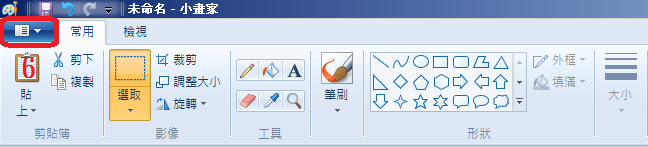 未命名 - 小畫家
常用 檢視
剪下
複製
貼上
剪貼簿
選取
裁剪
調整大小
旋轉
影像
A
工具
筆刷
外框
填滿
圖形
大小
6